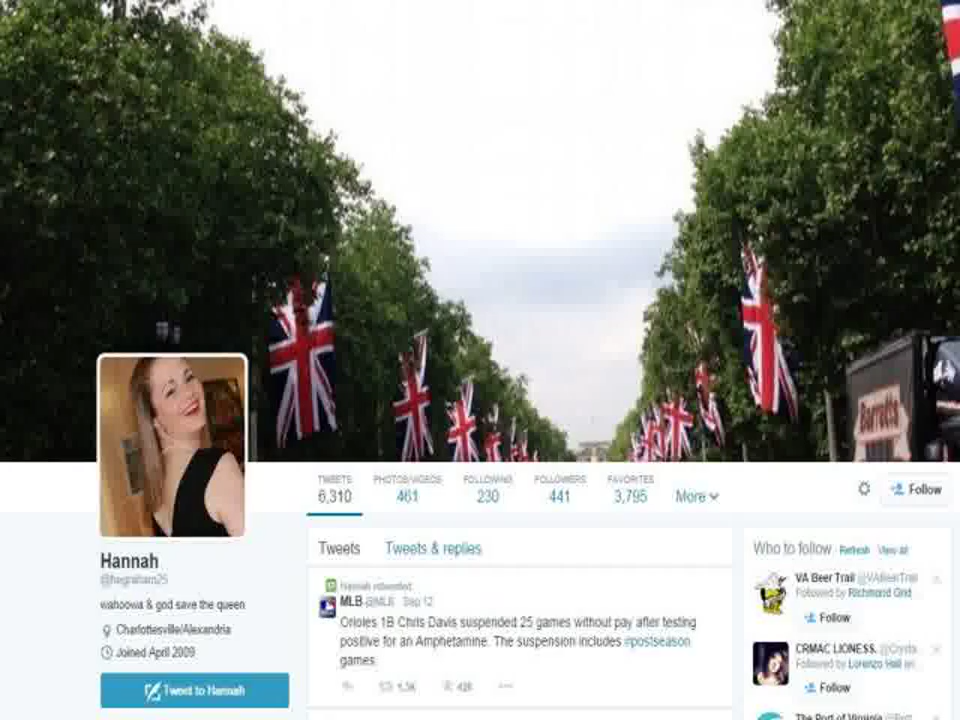 Barretts
TWEETS PHOTOS/VIDEOS FOLLOWING FOLLOWERS FAVORITES
6,310 461 230 441 3,795 More
Follow
Hannah
@hegraham25
wahoowa & god save the queen
Charlottesville/Alexandria
Joined April 2009
Tweet to Hannah
Tweets Tweets & replies
Hannah retweeted
MLB @MLB Sep 12
Orioles 1B Chris Davis suspended 25 games without pay after testing
positive for an Amphetamine. The suspension includes #postseason
games.
1.3K 426
Who to follow Refresh View All
VA Beer Trail @VABeerTrail
Followed by Richmond Grid
Follow
CRMAC LIONESS. @Crysta
Followed by Lorenzo Hall
Follow
The Port of Virginia